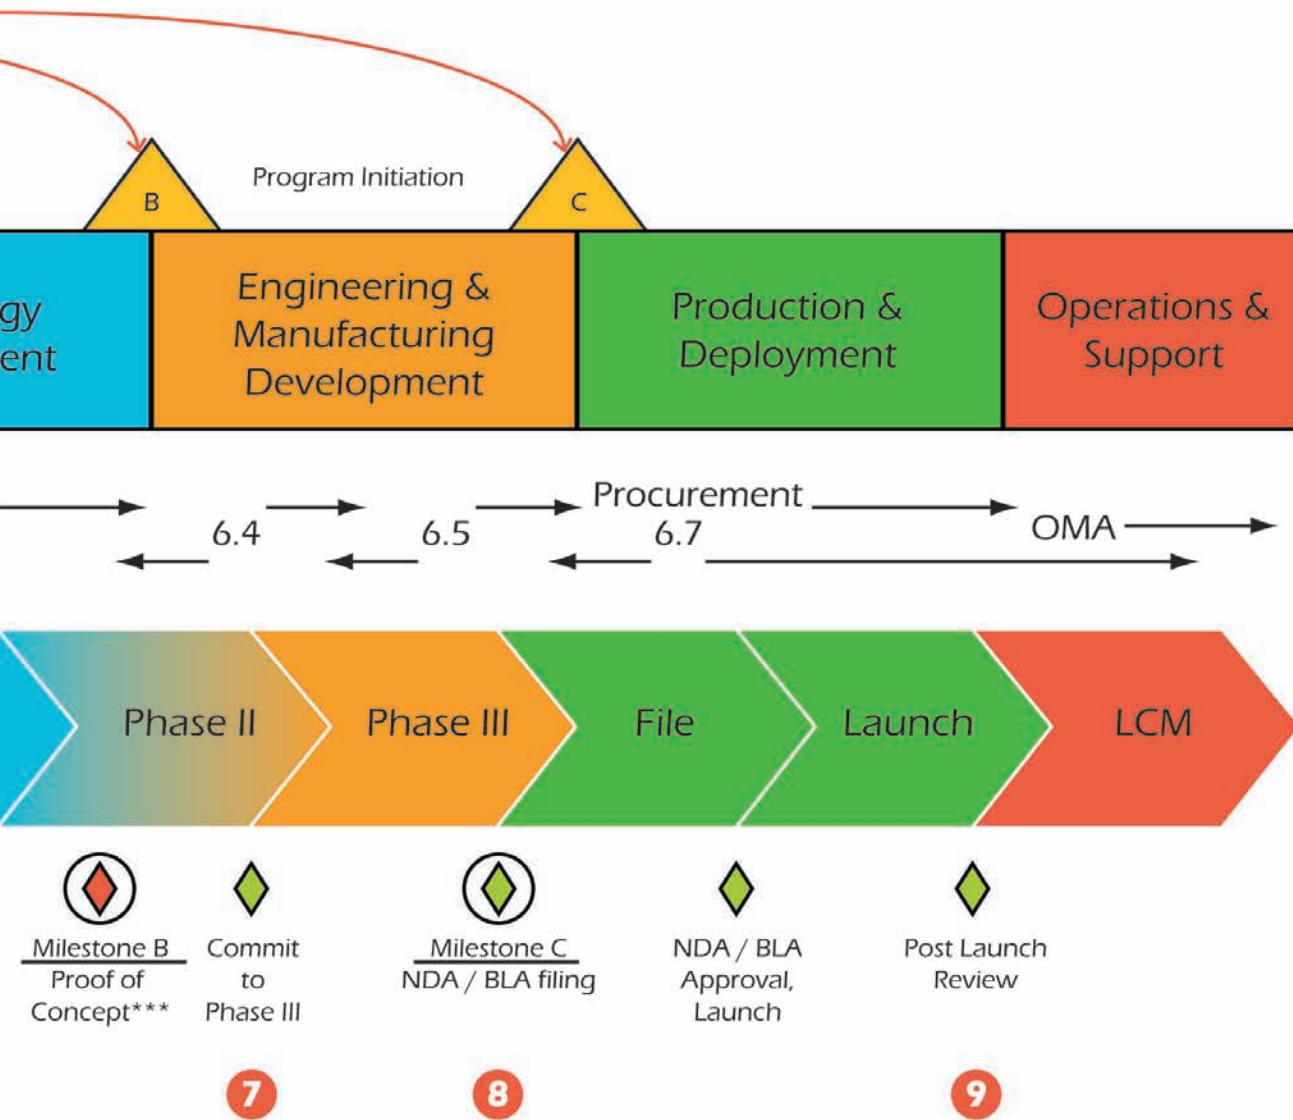 Program Initiation
B
C
gy
ent
Engineering &
Manufacturing
Development
Production &
Deployment
Operations &
Support
Procurement
6.4
6.5
6.7
OMA
Phase II
Phase III
File
Launch
LCM
Milestone B
Proof of
Concept***
Commit
to
Phase III
Milestone C
NDA / BLA filing
NDA / BLA
Approval,
Launch
Post Launch
Review
7
8
9